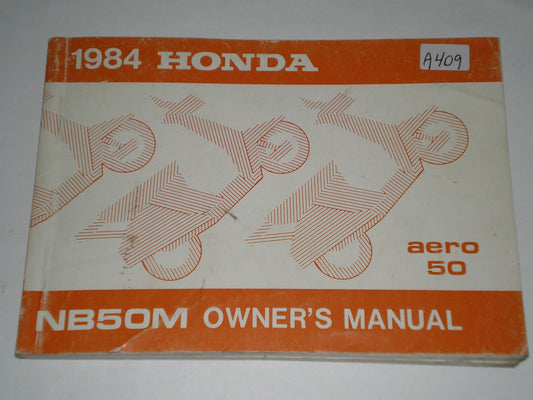 1984 HONDA
A409
aero
50
NB50M OWNER'S MANUAL